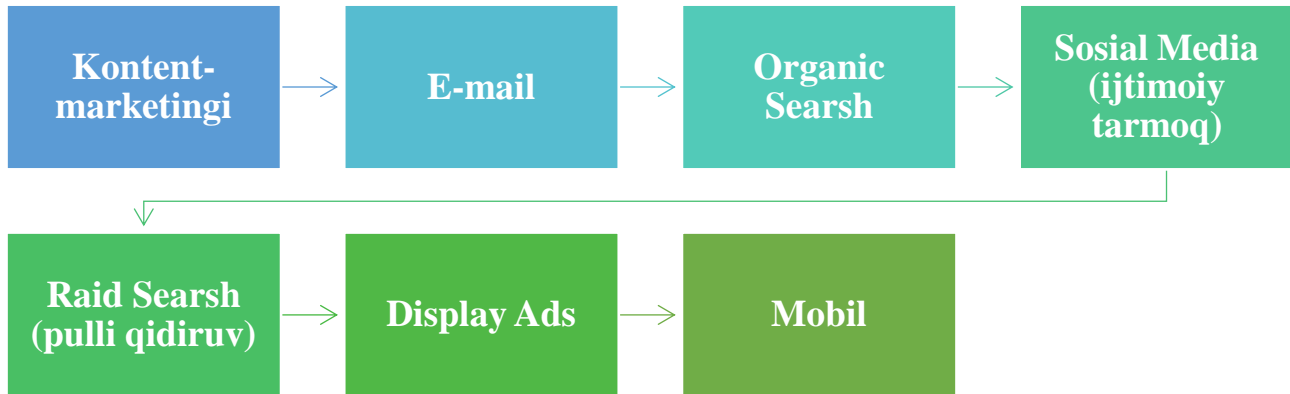 Kontent-
marketingi
E-mail
Organic
Searsh
Sosial Media
(ijtimoiy
tarmoq)
Raid Searsh
(pulli qidiruv)
Display Ads
Mobil